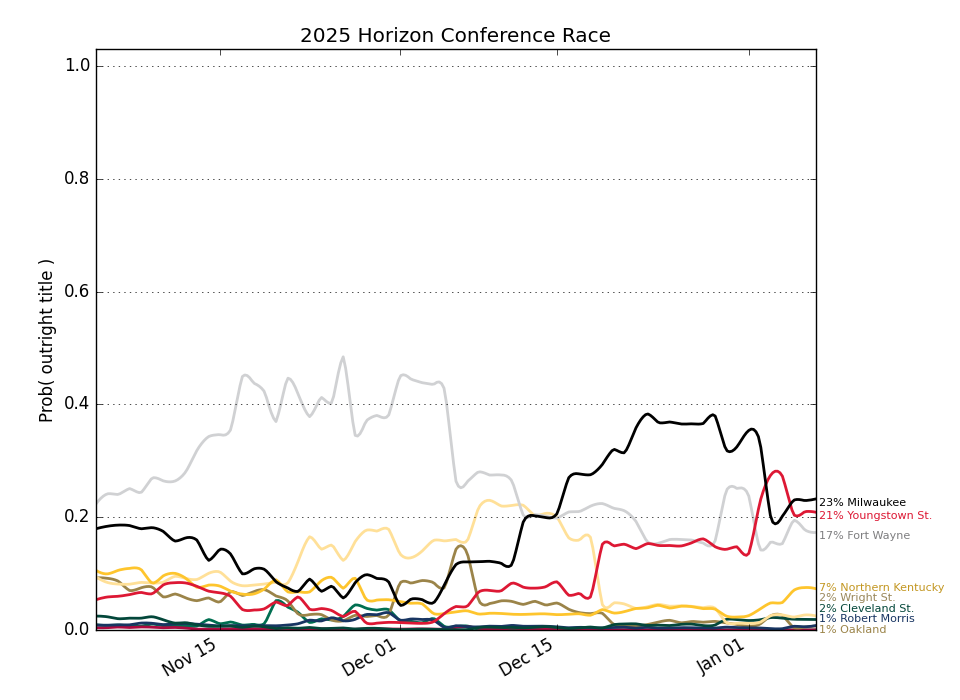 2025 Horizon Conference Race
1.0
0.8
0.6
0.4
0.2
0.0
Prob( outright title )
Nov 15
Dec 01
Dec 15
Jan 01
23% Milwaukee
21% Youngstown St.
17% Fort Wayne
7% Northern Kentucky
2% Wright St.
2% Cleveland St.
1% Robert Morris
1% Oakland